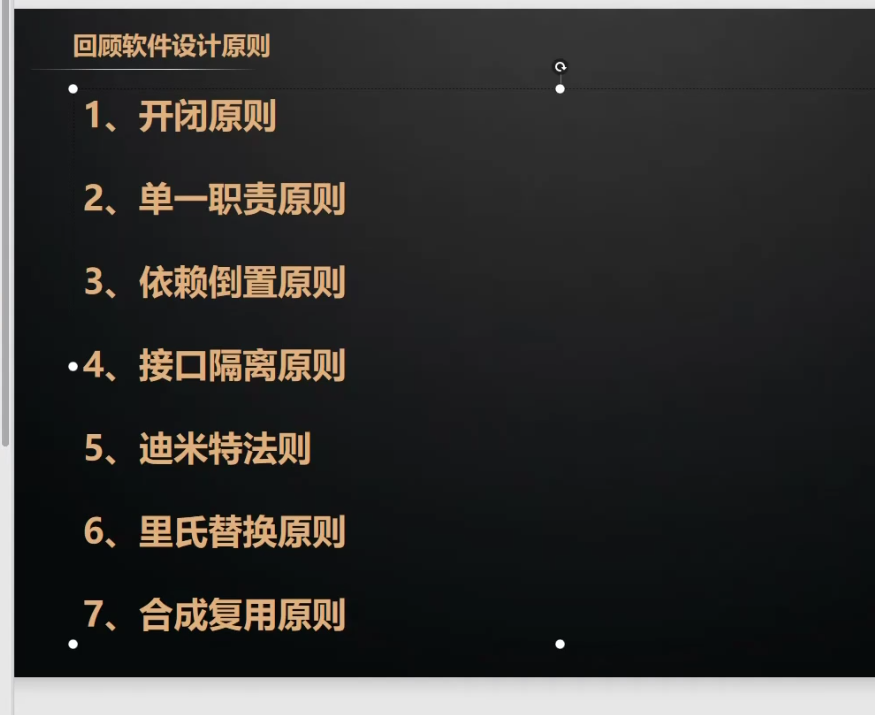 回顾软件设计原则
1、开闭原则
2、单一职责原则
3、依赖倒置原则
4、接口隔离原则
5、迪米特法则
6、里氏替换原则
7、合成复用原则